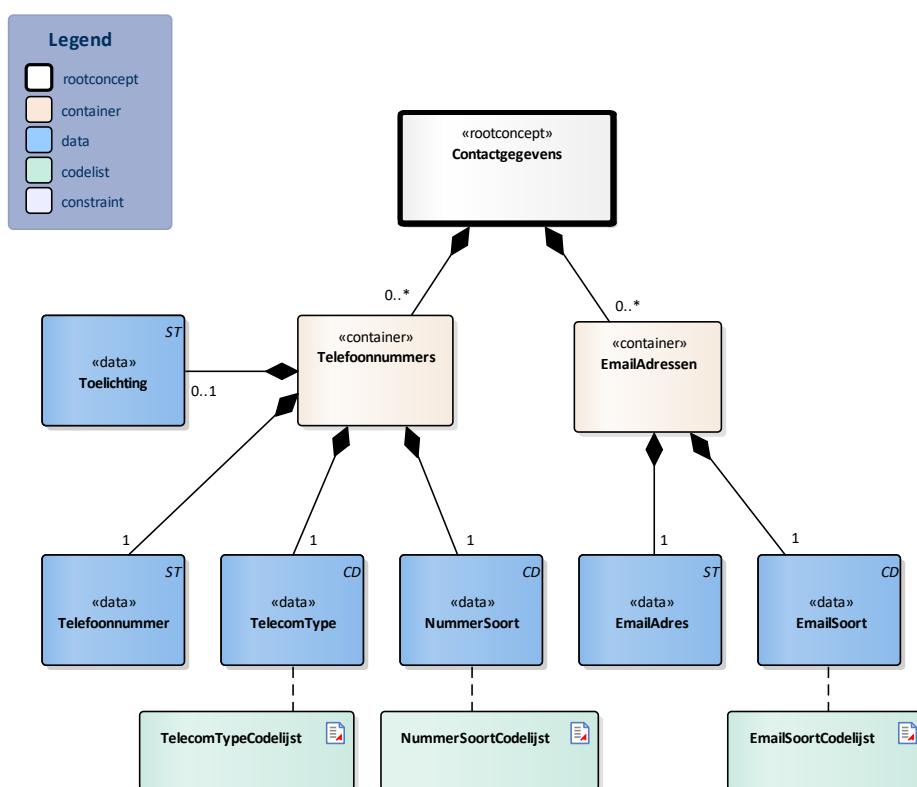 Legend
rootconcept
container
data
codelist
constraint
«rootconcept»
Contactgegevens
0..*
0..*
ST
«data»
Toelichting
0..1
«container»
Telefoonnummers
«container»
EmailAdressen
1
1
1
1
1
ST
«data»
Telefoonnummer
CD
«data»
TelecomType
CD
«data»
NummerSoort
ST
«data»
EmailAdres
CD
«data»
EmailSoort
TelecomTypeCodelijst
NummerSoortCodelijst
EmailSoortCodelijst